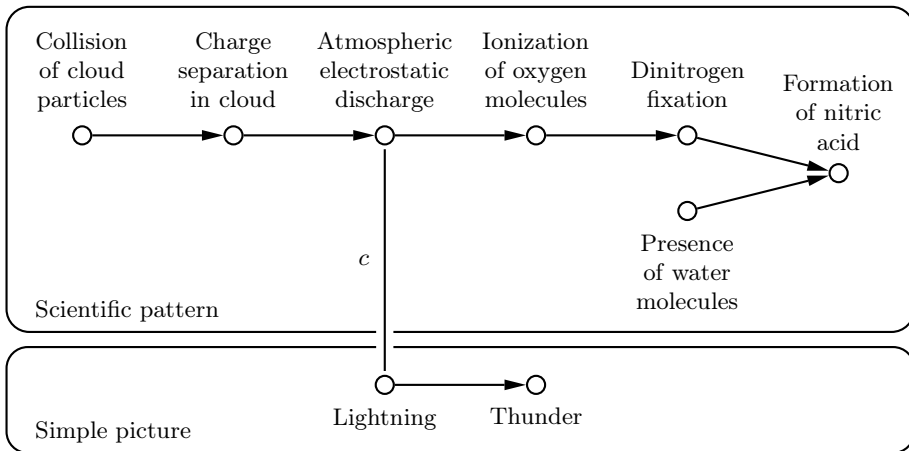 Collision
of cloud
particles
Charge
separation
in cloud
Atmospheric
electrostatic
discharge
Ionization
of oxygen
molecules
Dinitrogen
fixation
Formation
of nitric
acid
Presence
of water
molecules
c
Scientific pattern
Lightning
Thunder
Simple picture